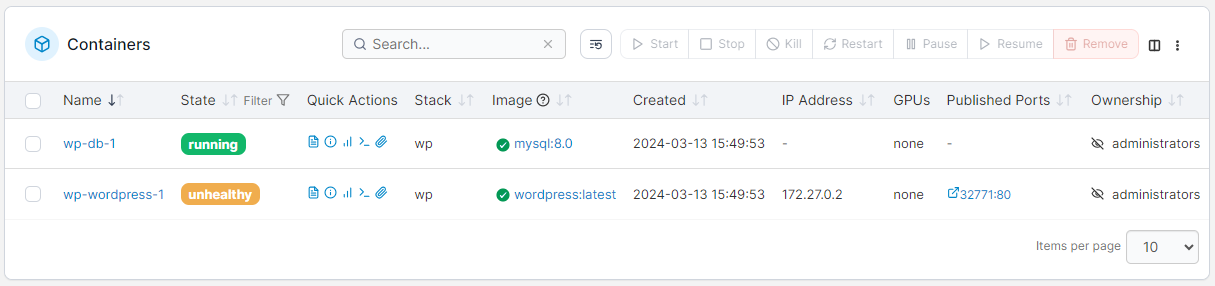 Containers Search... Start Stop Kill Restart Pause Resume Remove
Name State Filter Quick Actions Stack Image Created IP Address GPUs Published Ports Ownership
wp-db-1 running wp mysql:8.0 2024-03-13 15:49:53 - none - administrators
wp-wordpress-1 unhealthy wp wordpress:latest 2024-03-13 15:49:53 172.27.0.2 none 32771:80 administrators
Items per page 10